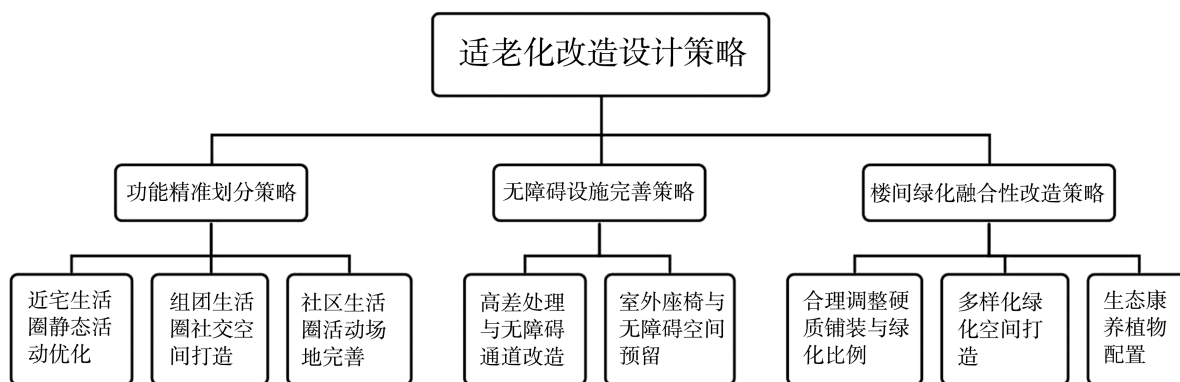 适老化改造设计策略
功能精准划分策略
无障碍设施完善策略
楼间绿化融合性改造策略
近宅生活
圈静态活
动优化
组团生活
圈社交空
间打造
社区生活
圈活动场
地完善
高差处理
与无障碍
通道改造
室外座椅与
无障碍空间
预留
合理调整硬
质铺装与绿
化比例
多样化绿
化空间打
造
生态康
养植物
配置